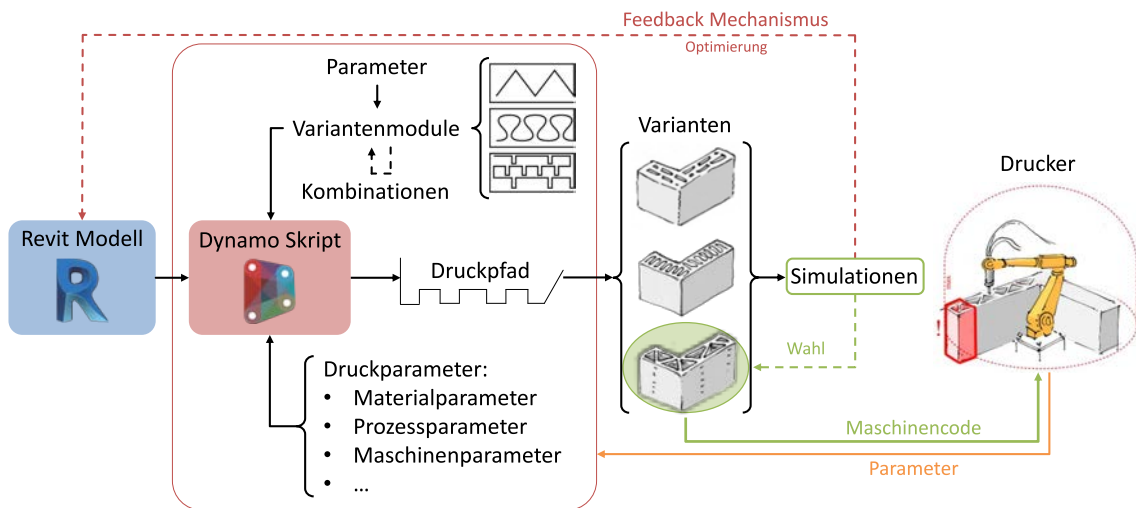 Feedback Mechanismus
Optimierung
Parameter
Variantenmodule
Kombinationen
Varianten
Drucker
Revit Modell
R
Dynamo Skript
Druckpfad
Simulationen
!
Wahl
Druckparameter:
• Materialparameter
• Prozessparameter
• Maschinenparameter
• ...
Maschinencode
Parameter